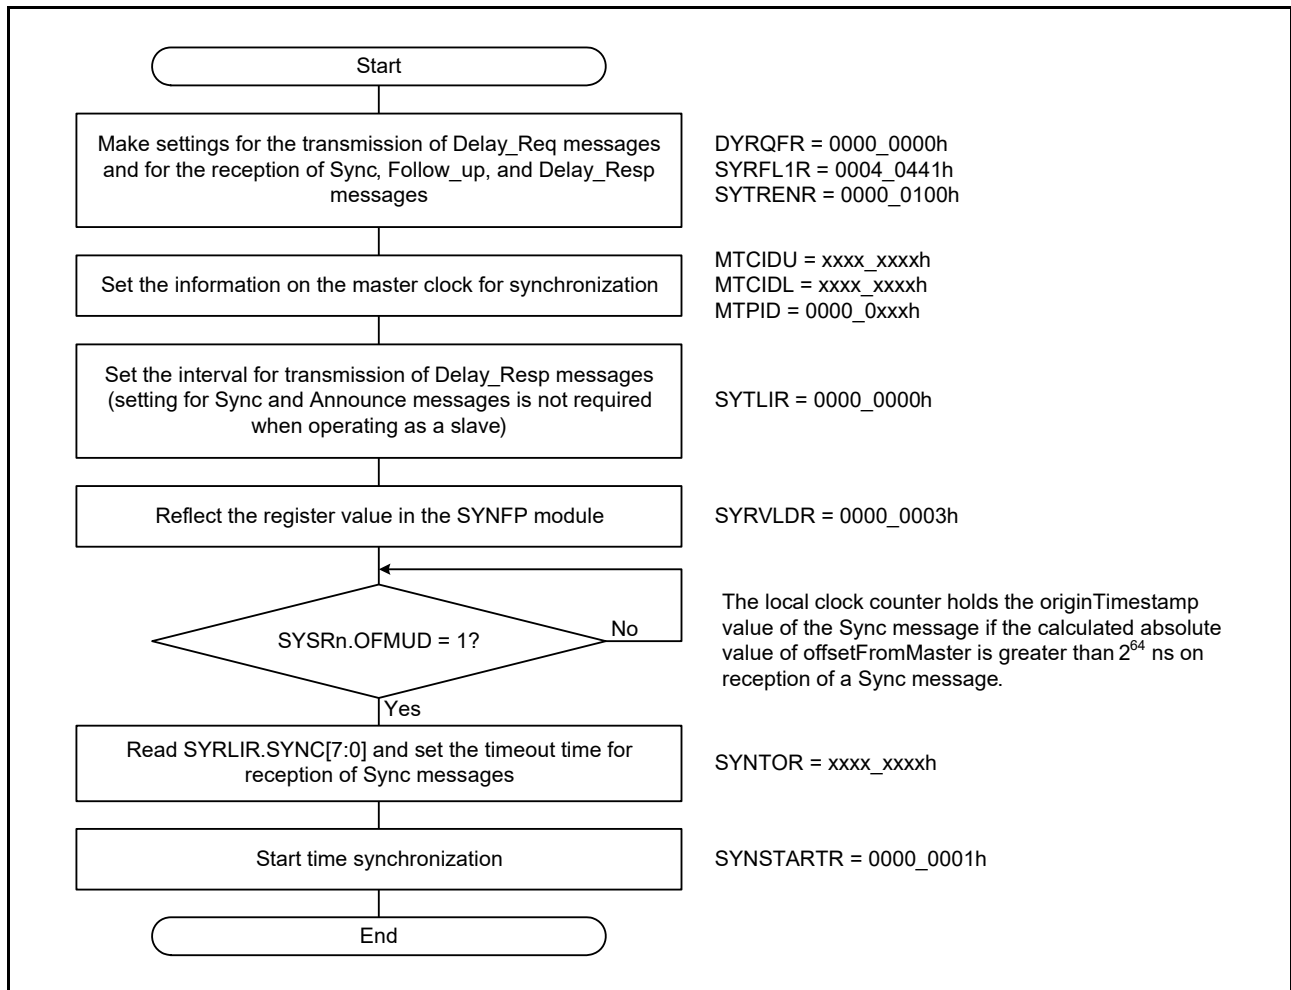 Start
Make settings for the transmission of Delay_Req messages
and for the reception of Sync, Follow_up, and Delay_Resp
messages
DYRQFR = 0000_0000h
SYRFL1R = 0004_0441h
SYTRENR = 0000_0100h
Set the information on the master clock for synchronization
MTCIDU = xxxx_xxxxh
MTCIDL = xxxx_xxxxh
MTPID = 0000_0xxxh
Set the interval for transmission of Delay_Resp messages
(setting for Sync and Announce messages is not required
when operating as a slave)
SYTLIR = 0000_0000h
Reflect the register value in the SYNFP module
SYRVLDR = 0000_0003h
SYSRn.OFMUD = 1?
No
Yes
The local clock counter holds the originTimestamp
value of the Sync message if the calculated absolute
value of offsetFromMaster is greater than 2^64 ns on
reception of a Sync message.
Read SYRLIR.SYNC[7:0] and set the timeout time for
reception of Sync messages
SYNTOR = xxxx_xxxxh
Start time synchronization
SYNSTARTR = 0000_0001h
End